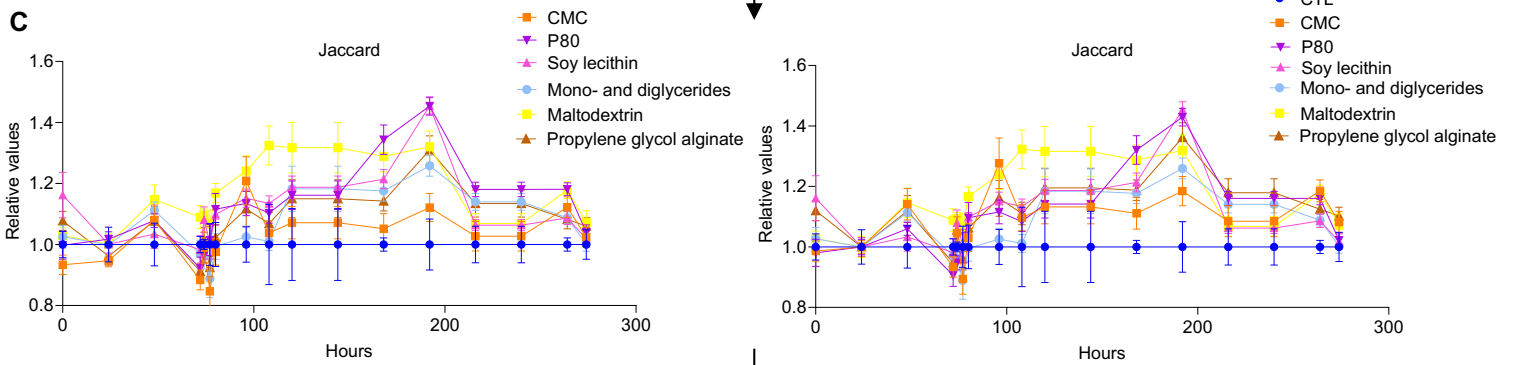 C
CMC
P80
Soy lecithin
Mono- and diglycerides
Maltodextrin
Propylene glycol alginate
Jaccard
Relative values
1.6
1.4
1.2
1.0
0.8
0
100
200
300
Hours
CTL
CMC
P80
Soy lecithin
Mono- and diglycerides
Maltodextrin
Propylene glycol alginate
Jaccard
Relative values
1.6
1.4
1.2
1.0
0.8
0
100
200
300
Hours